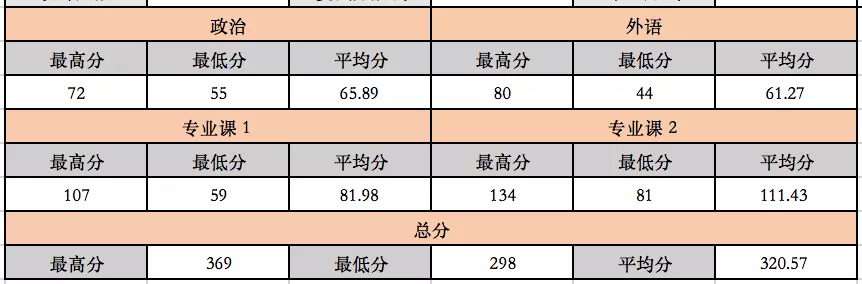 政治 外语
最高分 最低分 平均分 最高分 最低分 平均分
72 55 65.89 80 44 61.27
专业课 1 专业课 2
最高分 最低分 平均分 最高分 最低分 平均分
107 59 81.98 134 81 111.43
总分
最高分 369 最低分 298 平均分 320.57